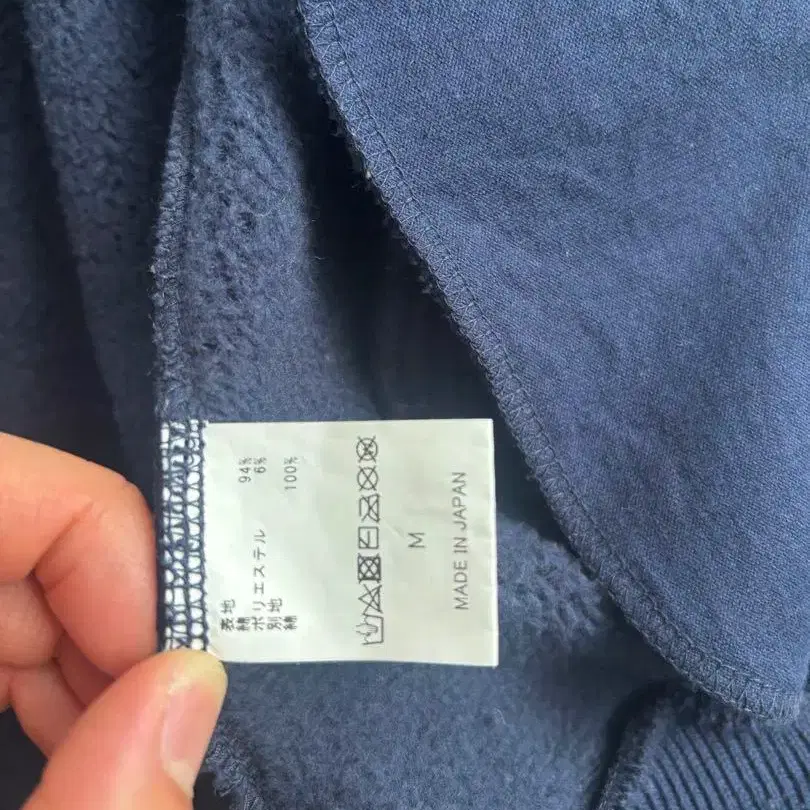 表地
綿 94%
ポリエステル 6%
別地
綿 100%
M
MADE IN JAPAN